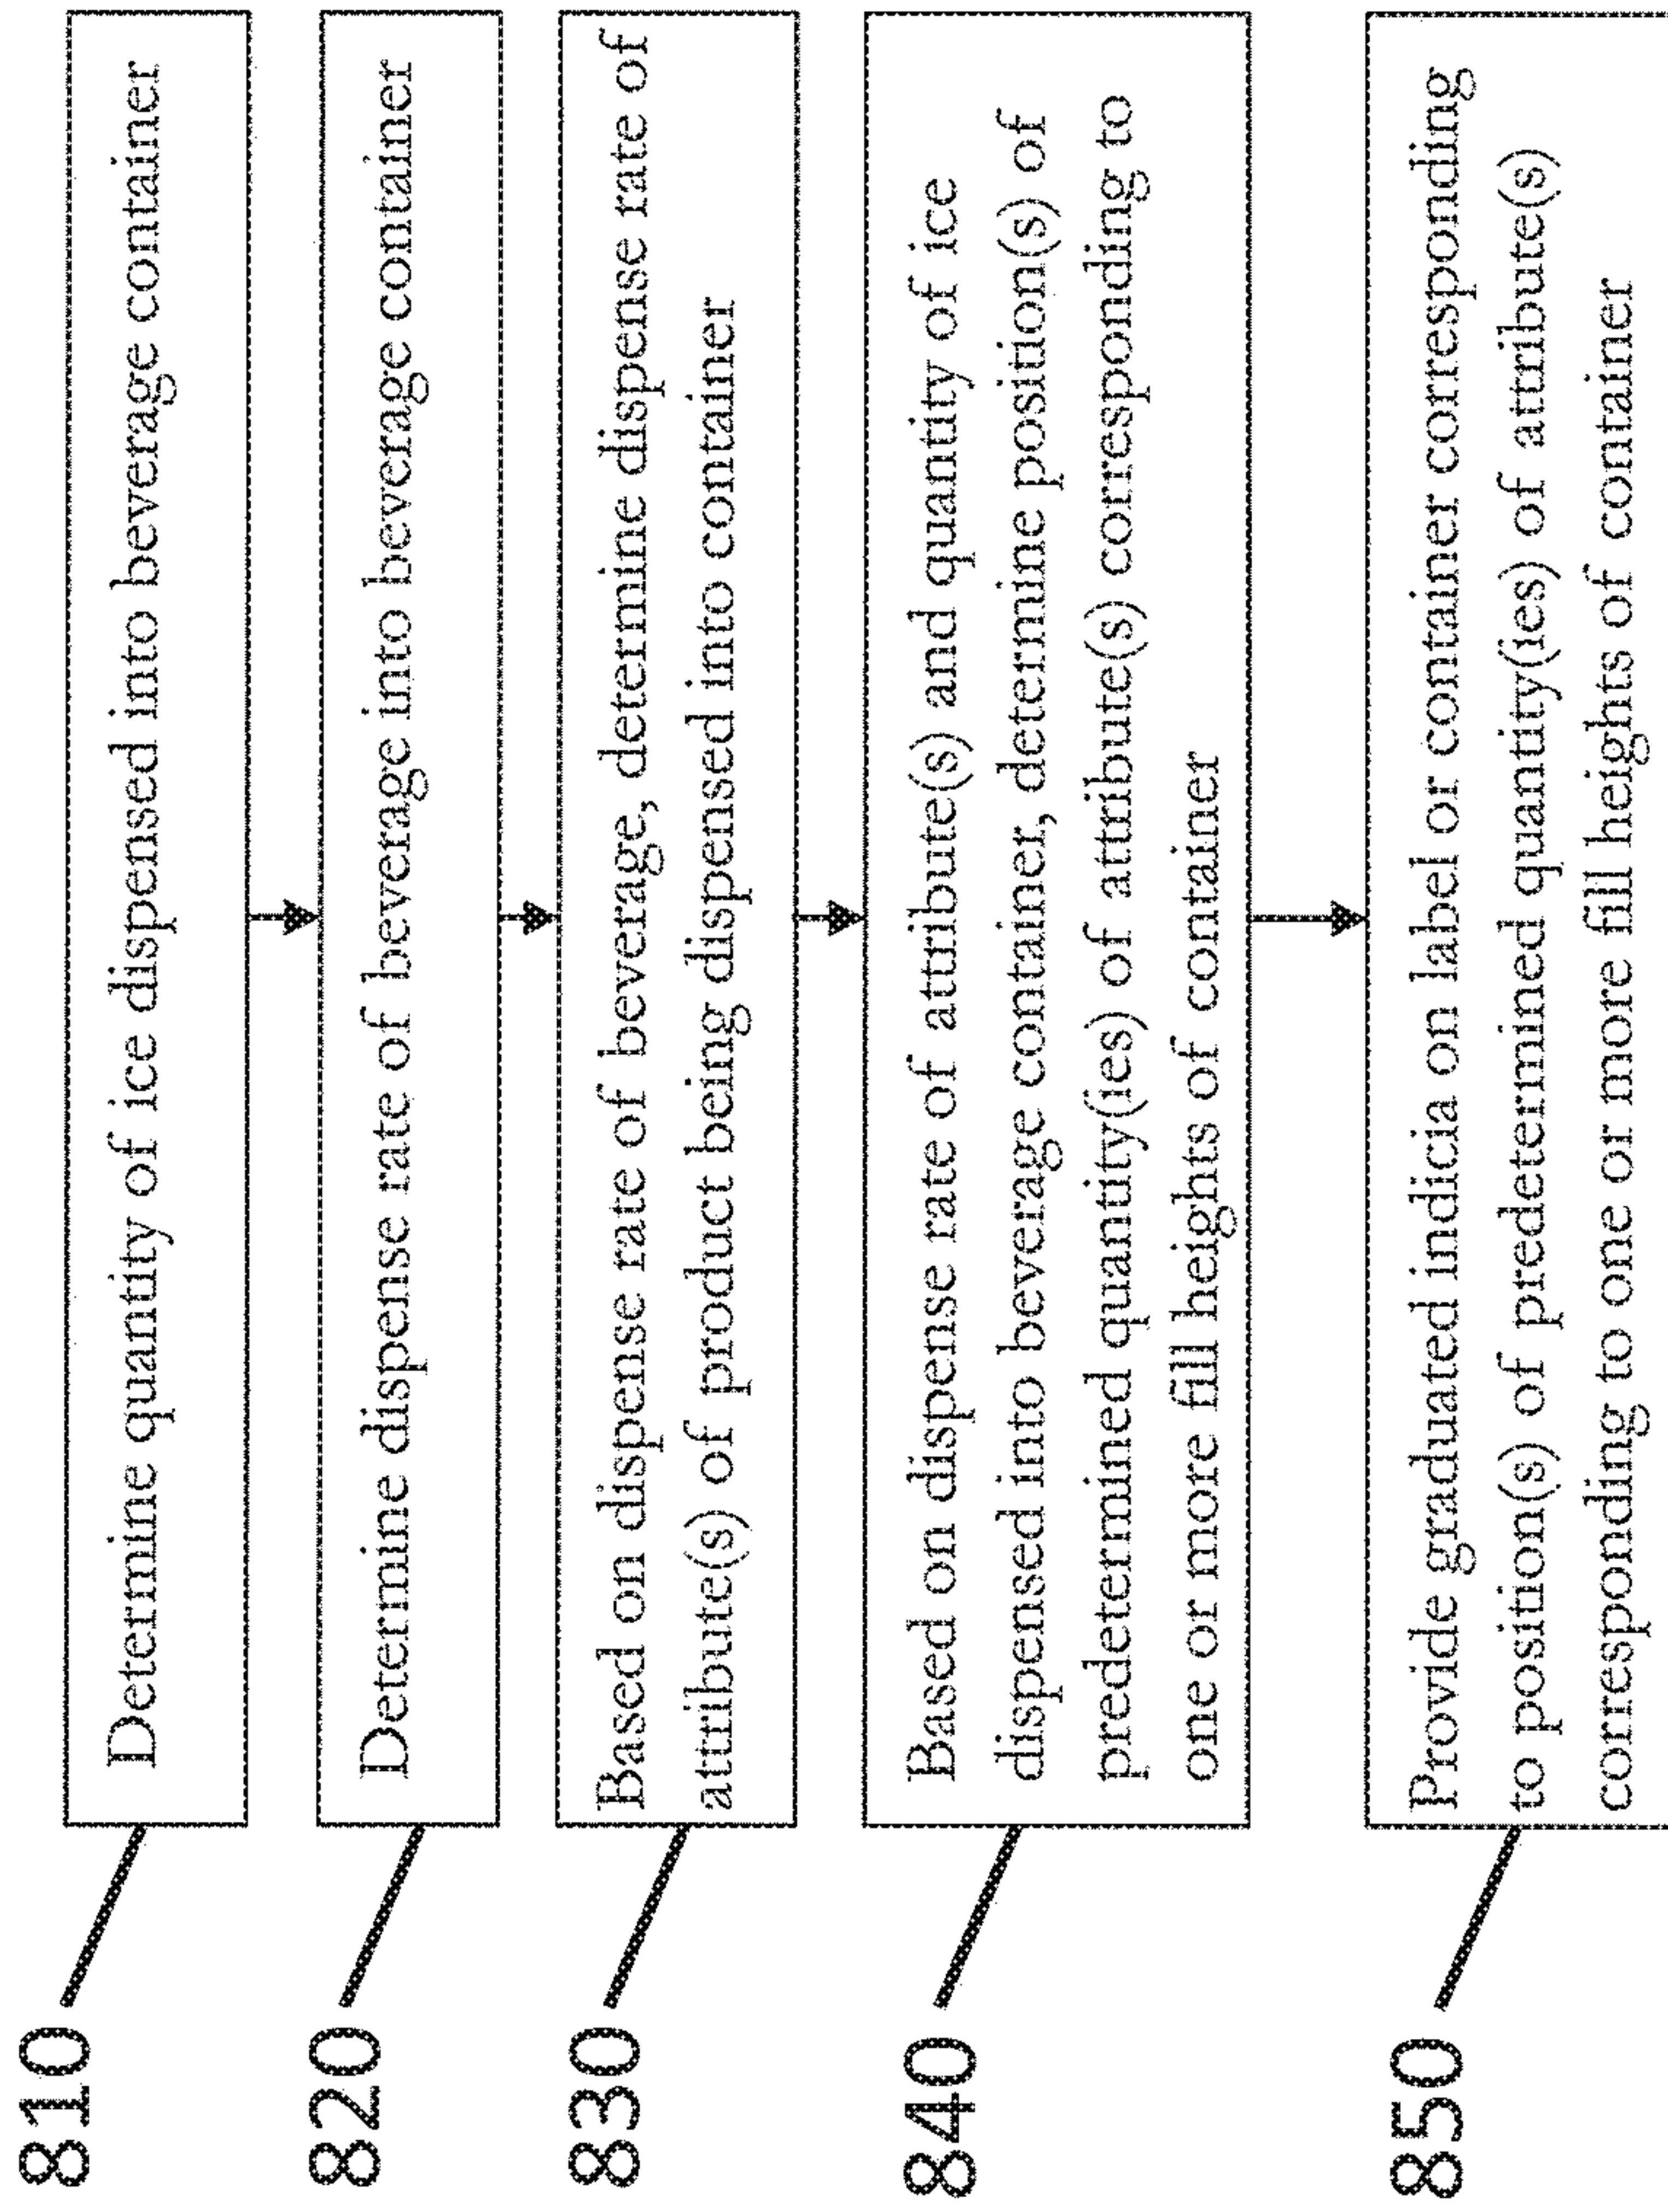 810
Determine quantity of ice dispensed into beverage container
820
Determine dispense rate of beverage into beverage container
830
Based on dispense rate of beverage, determine dispense rate of
attribute(s) of product being dispensed into container
840
Based on dispense rate of attribute(s) and quantity of ice
dispensed into beverage container, determine position(s) of
predetermined quantity(ies) of attribute(s) corresponding to
one or more fill heights of container
850
Provide graduated indicia on label or container corresponding
to position(s) of predetermined quantity(ies) of attribute(s)
corresponding to one or more fill heights of container